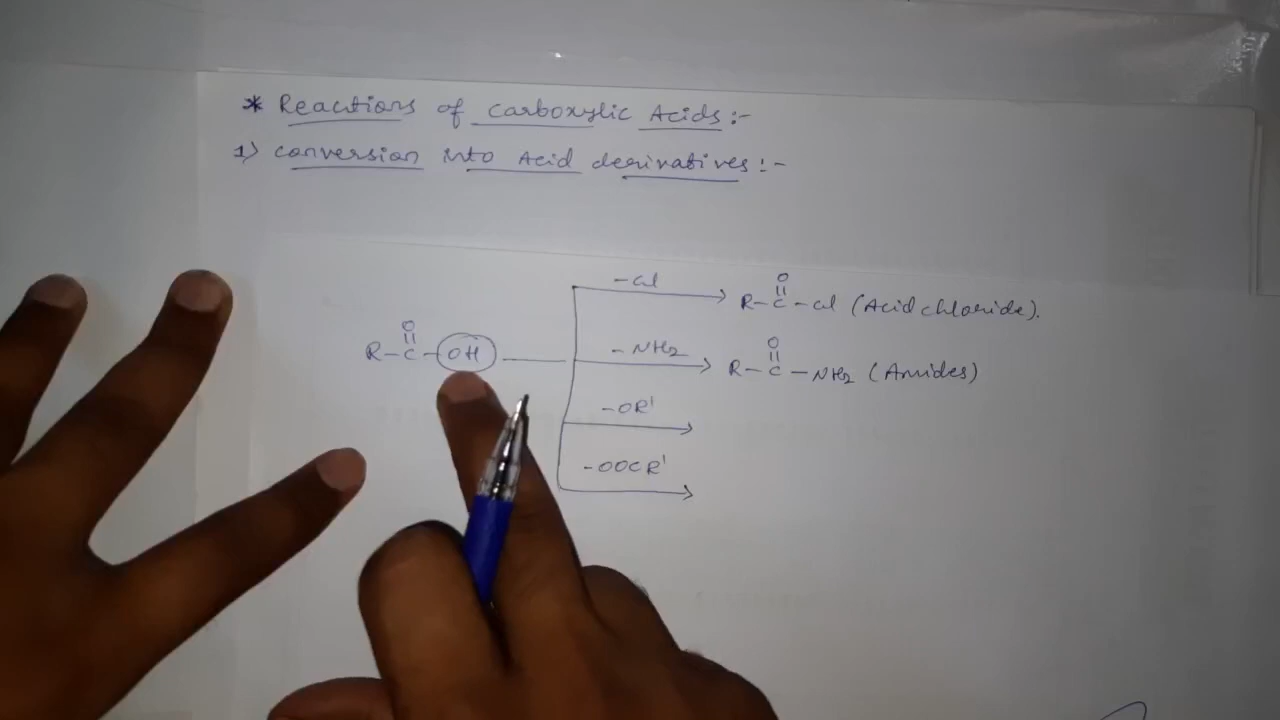 * Reactions of Carboxylic Acids:-
1) Conversion into Acid derivatives:-
-Cl
R-C-Cl (Acid chloride).
O
R-C-OH
O
-NH2
R-C-NH2 (Amides)
O
-OR'
-OOCR'